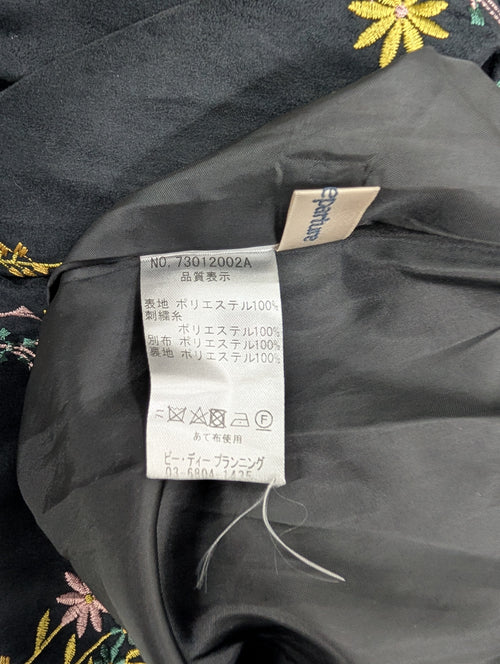 eparture
NO. 73012002A
品質表示
表地 ポリエステル100%
刺繍糸
ポリエステル100%
別布 ポリエステル100%
裏地 ポリエステル100%
F
あて布使用
ピー・ディープランニング
03-6804-1435